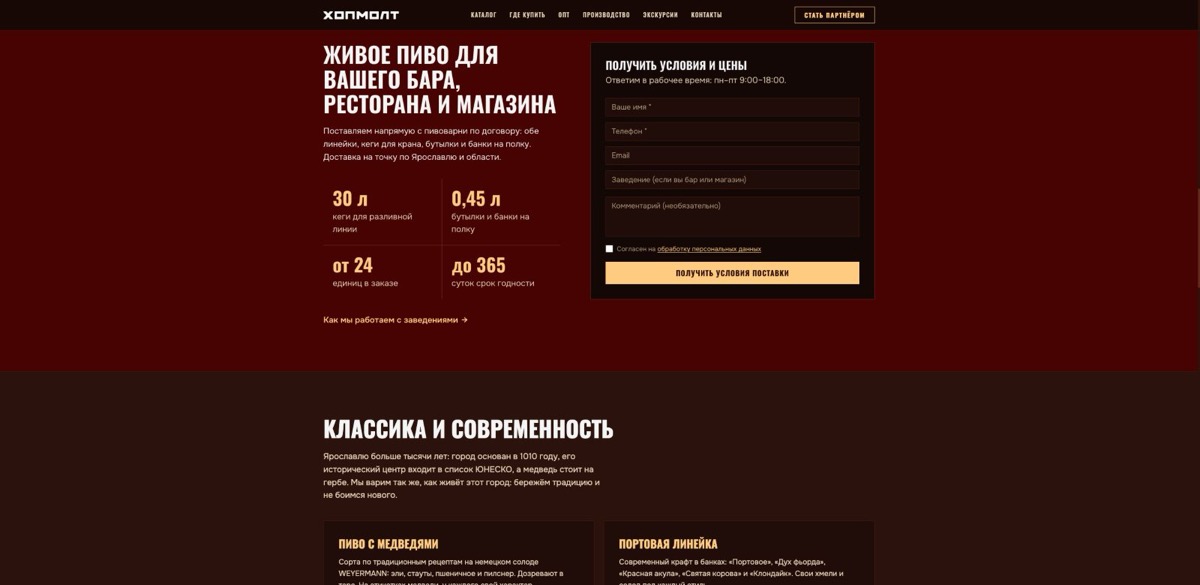 ХОПМОЛТ
КАТАЛОГ ГДЕ КУПИТЬ ОПТ ПРОИЗВОДСТВО ЭКСКУРСИИ КОНТАКТЫ
СТАТЬ ПАРТНЁРОМ
ЖИВОЕ ПИВО ДЛЯ
ВАШЕГО БАРА,
РЕСТОРАНА И МАГАЗИНА
Поставляем напрямую с пивоварни по договору: обе
линейки, кеги для крана, бутылки и банки на полку.
Доставка на точку по Ярославлю и области.
30 л
кеги для разливной
линии
0,45 л
бутылки и банки на
полку
от 24
единиц в заказе
до 365
суток срок годности
Как мы работаем с заведениями →
ПОЛУЧИТЬ УСЛОВИЯ И ЦЕНЫ
Ответим в рабочее время: пн–пт 9:00–18:00.
Ваше имя *
Телефон *
Email
Заведение (если вы бар или магазин)
Комментарий (необязательно)
Согласен на обработку персональных данных
ПОЛУЧИТЬ УСЛОВИЯ ПОСТАВКИ
КЛАССИКА И СОВРЕМЕННОСТЬ
Ярославлю больше тысячи лет: город основан в 1010 году, его
исторический центр входит в список ЮНЕСКО, а медведь стоит на
гербе. Мы варим так же, как живёт этот город: бережём традицию и
не боимся нового.
ПИВО С МЕДВЕДЯМИ
Сорта по традиционным рецептам на немецком солоде
WEYERMANN: эли, стауты, пшеничное и пилснер. Дозревают в
ПОРТОВАЯ ЛИНЕЙКА
Современный крафт в банках: «Портовое», «Дух фьорда»,
«Красная акула», «Святая корова» и «Клондайк». Свои хмели и